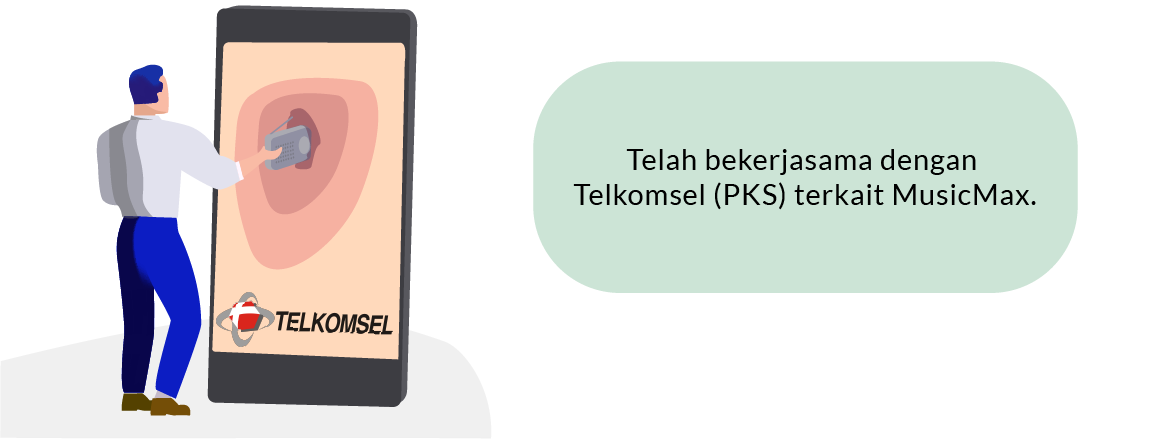 TELKOMSEL
Telah bekerjasama dengan
Telkomsel (PKS) terkait MusicMax.